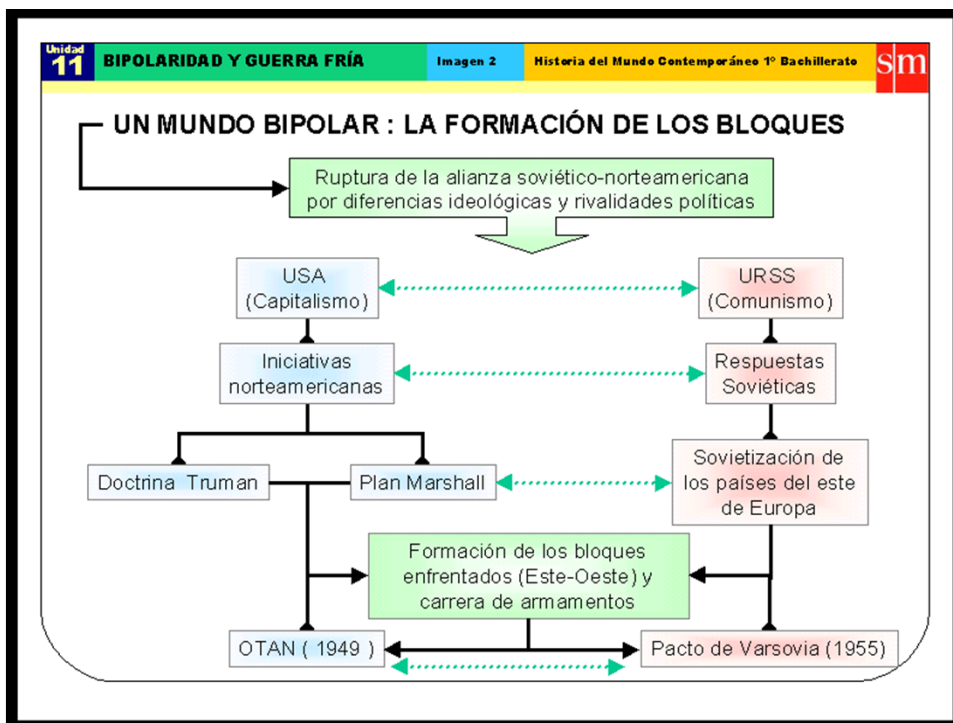 Unidad
11
BIPOLARIDAD Y GUERRA FRÍA
Imagen 2
Historia del Mundo Contemporáneo 1º Bachillerato
sm
UN MUNDO BIPOLAR : LA FORMACIÓN DE LOS BLOQUES
Ruptura de la alianza soviético-norteamericana
por diferencias ideológicas y rivalidades políticas
USA
(Capitalismo)
URSS
(Comunismo)
Iniciativas
norteamericanas
Respuestas
Soviéticas
Doctrina Truman
Plan Marshall
Sovietización de
los países del este
de Europa
Formación de los bloques
enfrentados (Este-Oeste) y
carrera de armamentos
OTAN ( 1949 )
Pacto de Varsovia (1955)